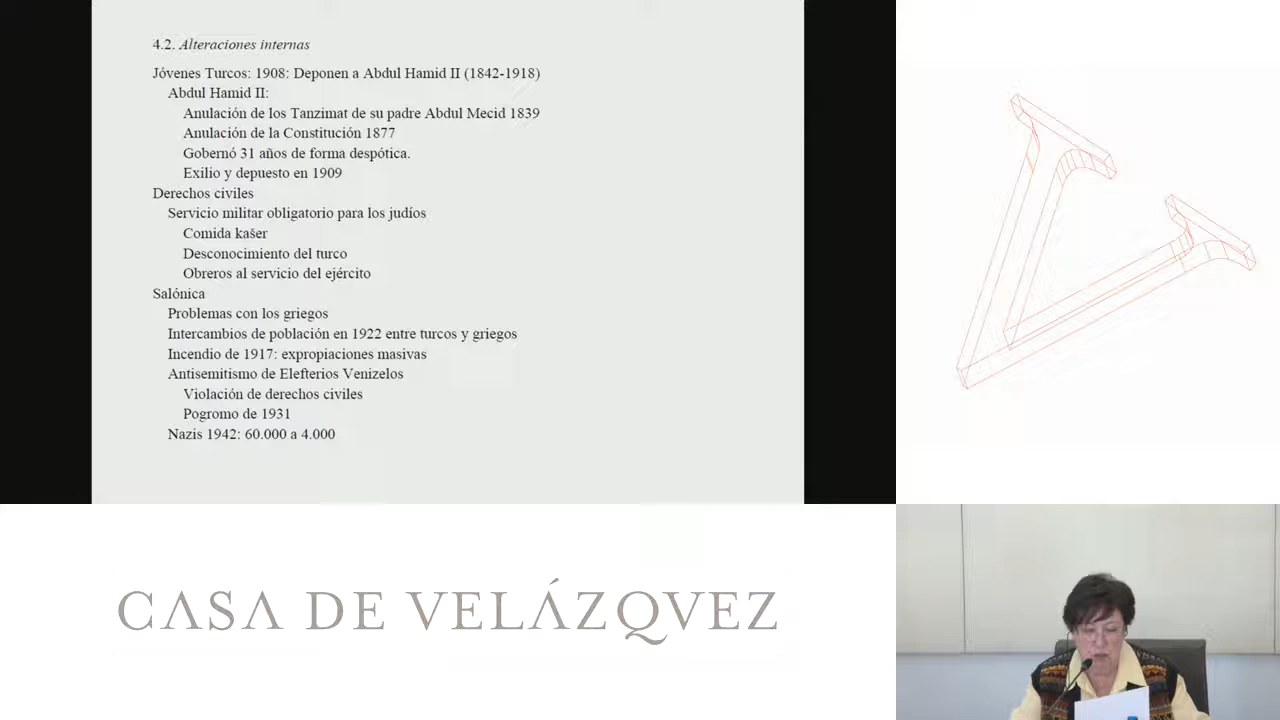 4.2. Alteraciones internas
Jóvenes Turcos: 1908: Deponen a Abdul Hamid II (1842-1918)
Abdul Hamid II:
Anulación de los Tanzimat de su padre Abdul Mecid 1839
Anulación de la Constitución 1877
Gobernó 31 años de forma despótica.
Exilio y depuesto en 1909
Derechos civiles
Servicio militar obligatorio para los judíos
Comida kašer
Desconocimiento del turco
Obreros al servicio del ejército
Salónica
Problemas con los griegos
Intercambios de población en 1922 entre turcos y griegos
Incendio de 1917: expropiaciones masivas
Antisemitismo de Elefterios Venizelos
Violación de derechos civiles
Pogromo de 1931
Nazis 1942: 60.000 a 4.000
CASA DE VELÁZQVEZ